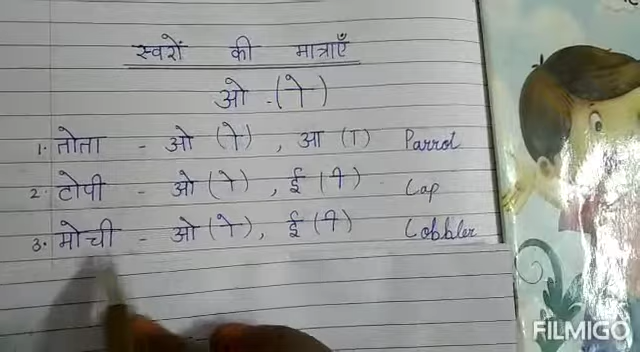 स्वरों की मात्राएँ
ओ - (ो)
1. तोता - ओ (ो), आ (ा) Parrot
2. टोपी - ओ (ो), ई (ी) Cap
3. मोची - ओ (ो), ई (ी) Cobbler
FILMIGO